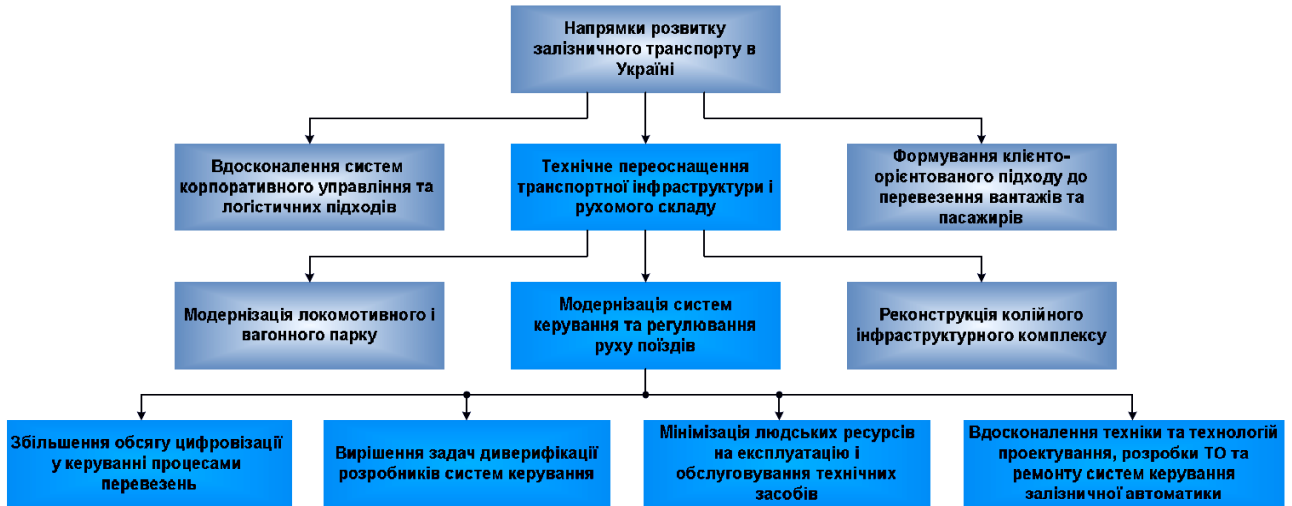 Напрямки розвитку
залізничного транспорту в
Україні
Вдосконалення систем
корпоративного управління та
логістичних підходів
Технічне переоснащення
транспортної інфраструктури і
рухомого складу
Формування клієнто-
орієнтованого підходу до
перевезення вантажів та
пасажирів
Модернізація локомотивного і
вагонного парку
Модернізація систем
керування та регулювання
руху поїздів
Реконструкція колійного
інфраструктурного комплексу
Збільшення обсягу цифровізації
у керуванні процесами
перевезень
Вирішення задач диверифікації
розробників систем керування
Мінімізація людських ресурсів
на експлуатацію і
обслуговування технічних
засобів
Вдосконалення техніки та технологій
проектування, розробки ТО та
ремонту систем керування
залізничної автоматики